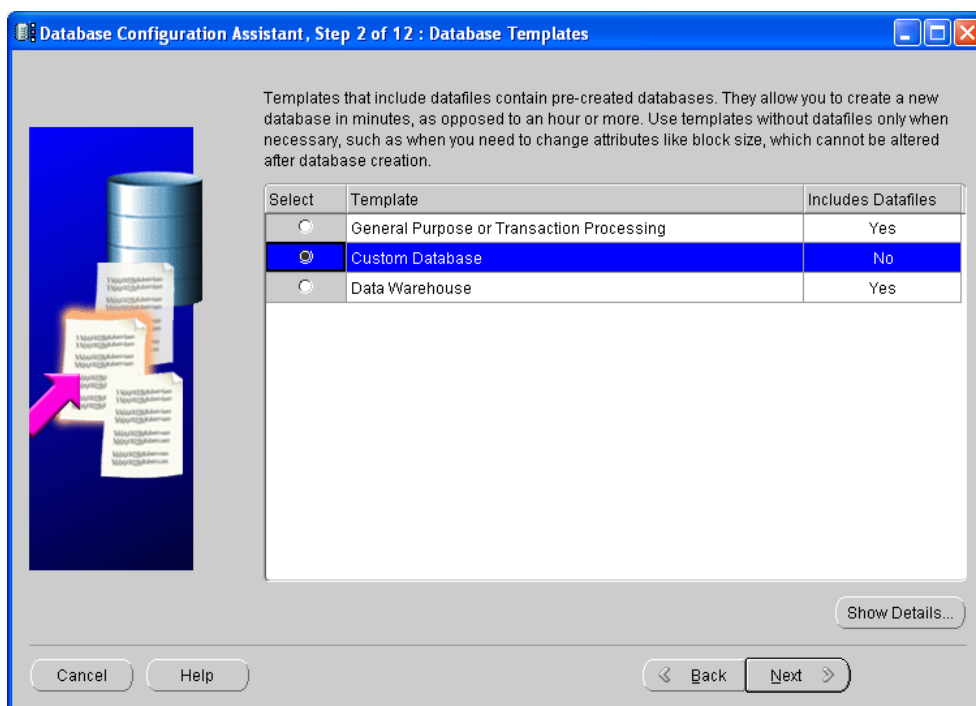 Database Configuration Assistant, Step 2 of 12 : Database Templates
Templates that include datafiles contain pre-created databases. They allow you to create a new
database in minutes, as opposed to an hour or more. Use templates without datafiles only when
necessary, such as when you need to change attributes like block size, which cannot be altered
after database creation.
Select Template Includes Datafiles
General Purpose or Transaction Processing Yes
Custom Database No
Data Warehouse Yes
Show Details...
Cancel Help Back Next